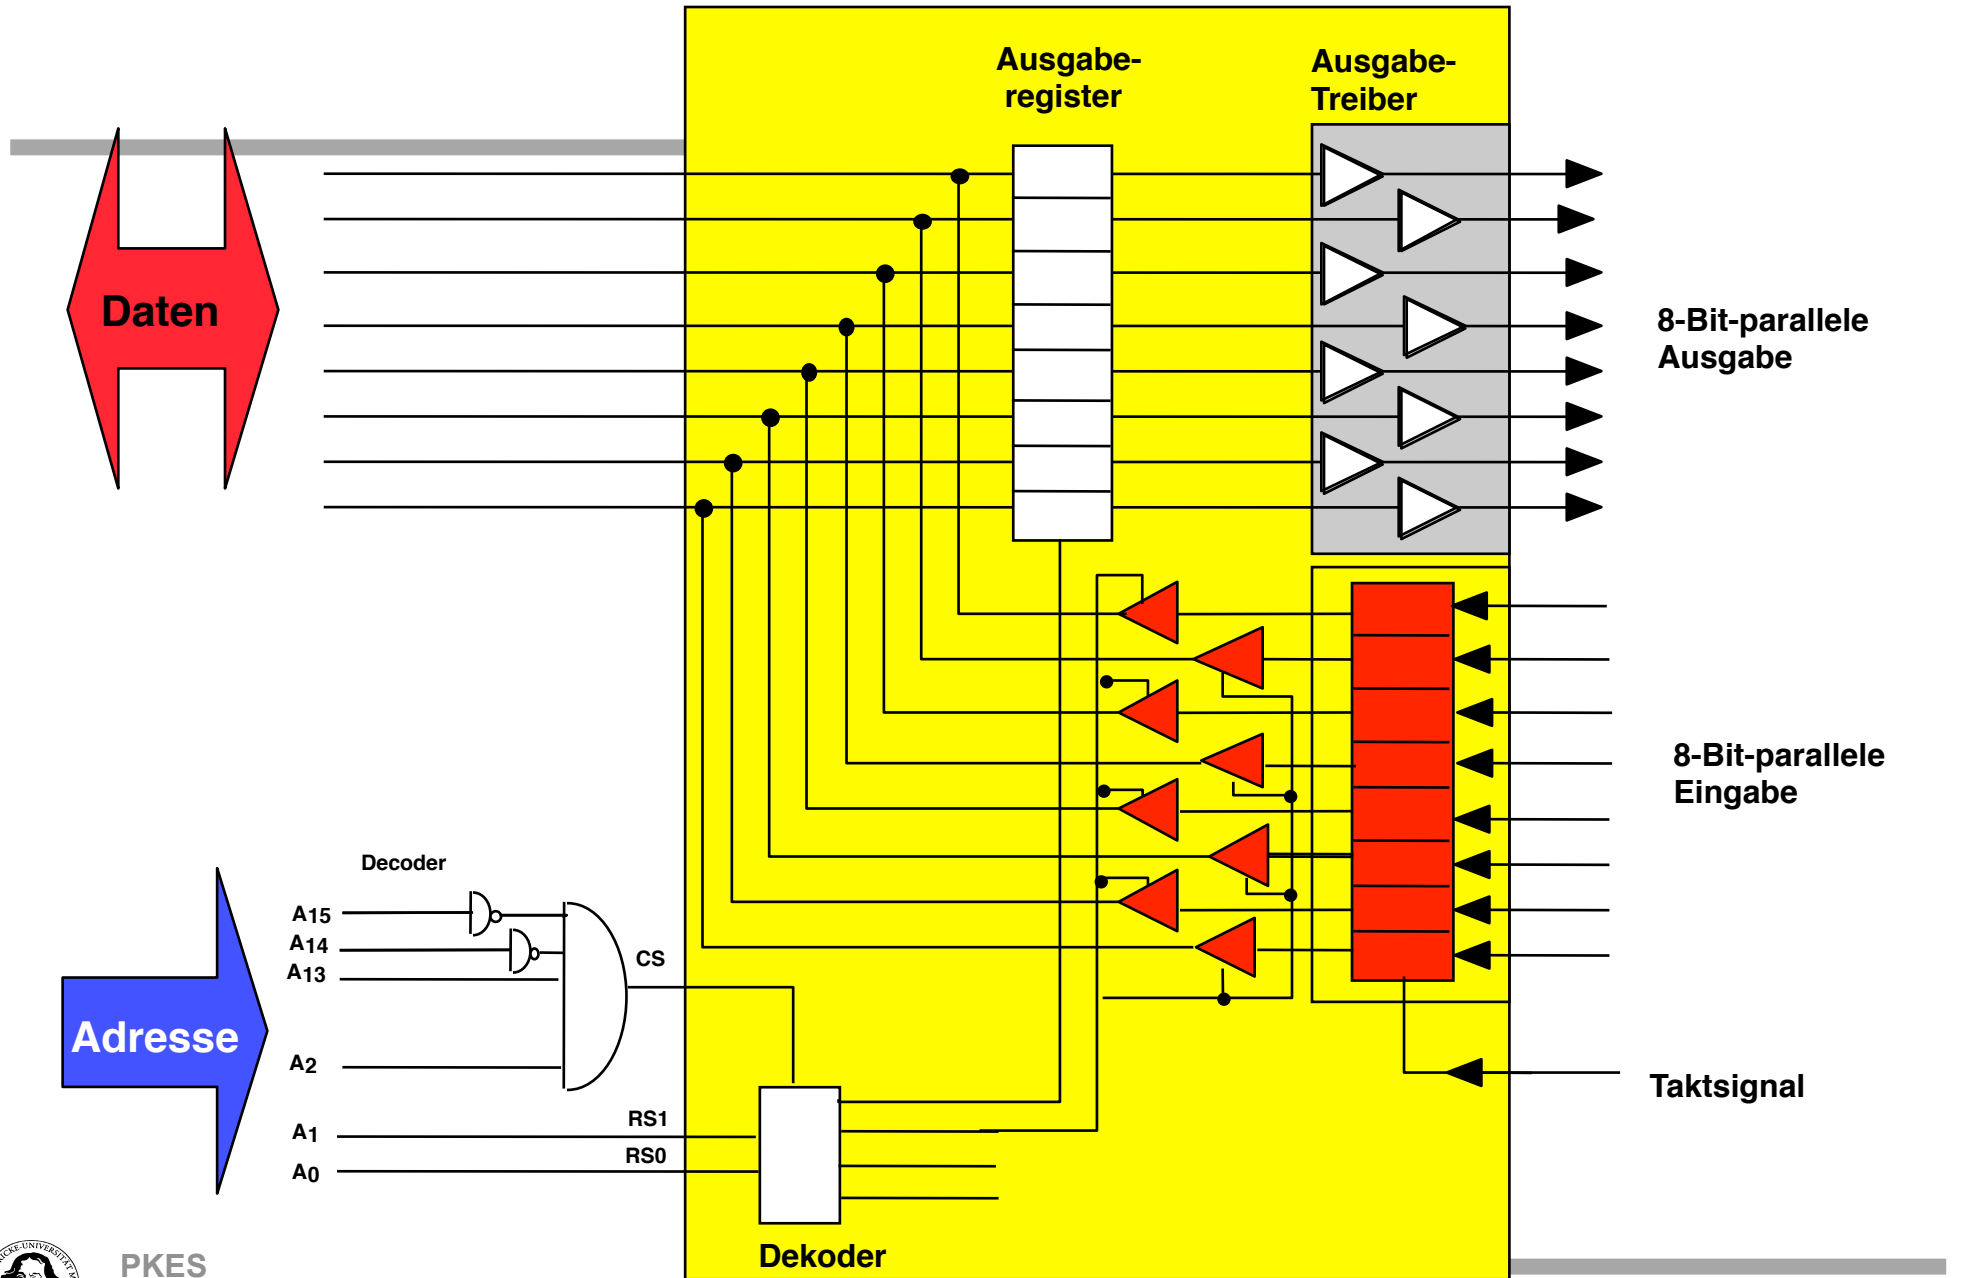 Ausgabe-
register
Ausgabe-
Treiber
Daten
8-Bit-parallele
Ausgabe
8-Bit-parallele
Eingabe
Decoder
A15
A14
A13
CS
A2
Adresse
Taktsignal
RS1
A1
RS0
A0
Dekoder
PKES